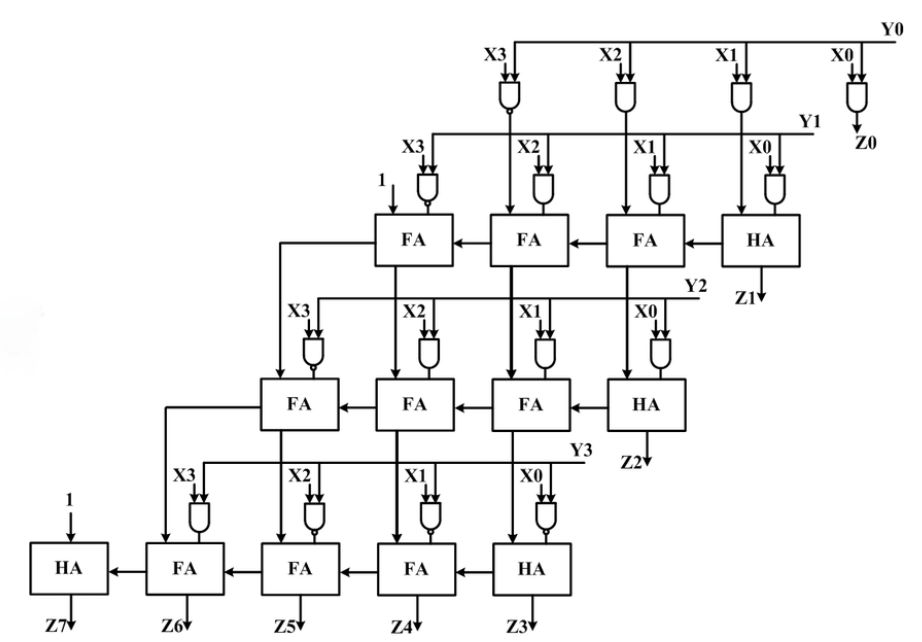 Y0
X3 X2 X1 X0
Z0
Y1
X3 X2 X1 X0
1
FA FA FA HA
Z1
Y2
X3 X2 X1 X0
FA FA FA HA
Z2
Y3
X3 X2 X1 X0
1
HA FA FA FA HA
Z7 Z6 Z5 Z4 Z3